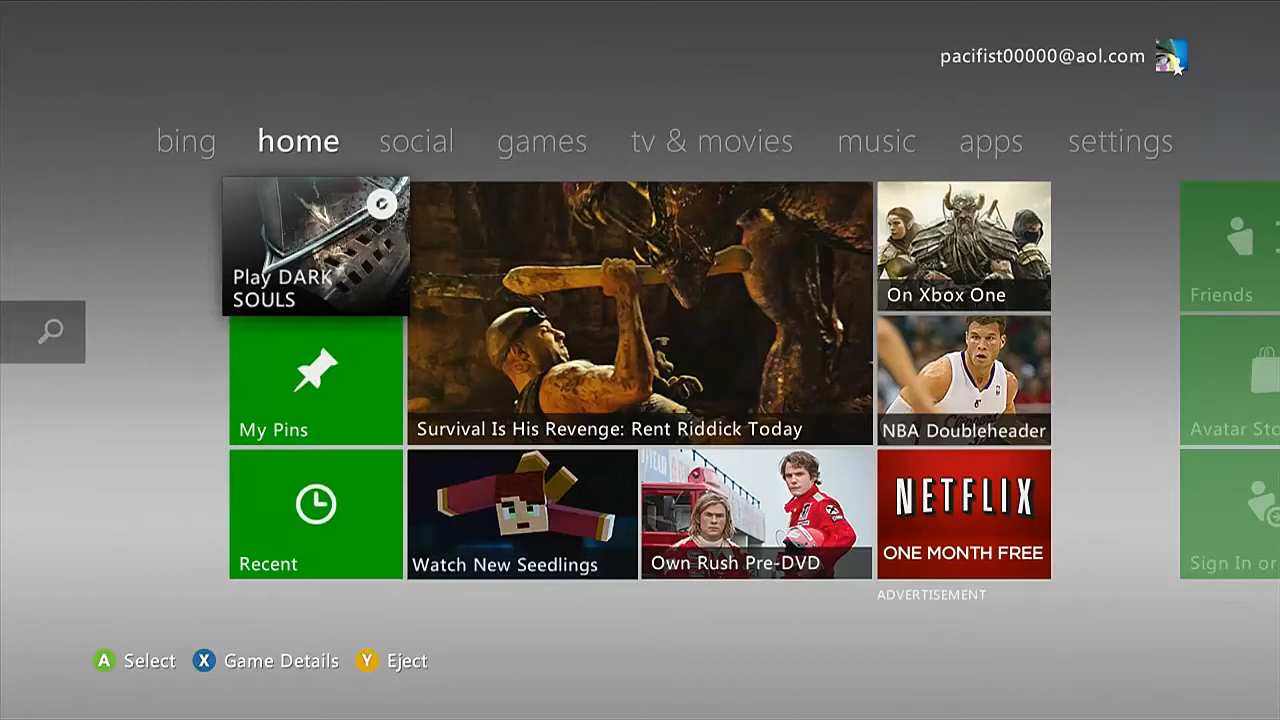 pacifist00000@aol.com
bing home social games tv & movies music apps settings
Play DARK
SOULS
On Xbox One
Friends
My Pins
Survival Is His Revenge: Rent Riddick Today
NBA Doubleheader
Avatar Sto
Recent
Watch New Seedlings
Own Rush Pre-DVD
NETFLIX
ONE MONTH FREE
Sign In or
ADVERTISEMENT
A Select X Game Details Y Eject